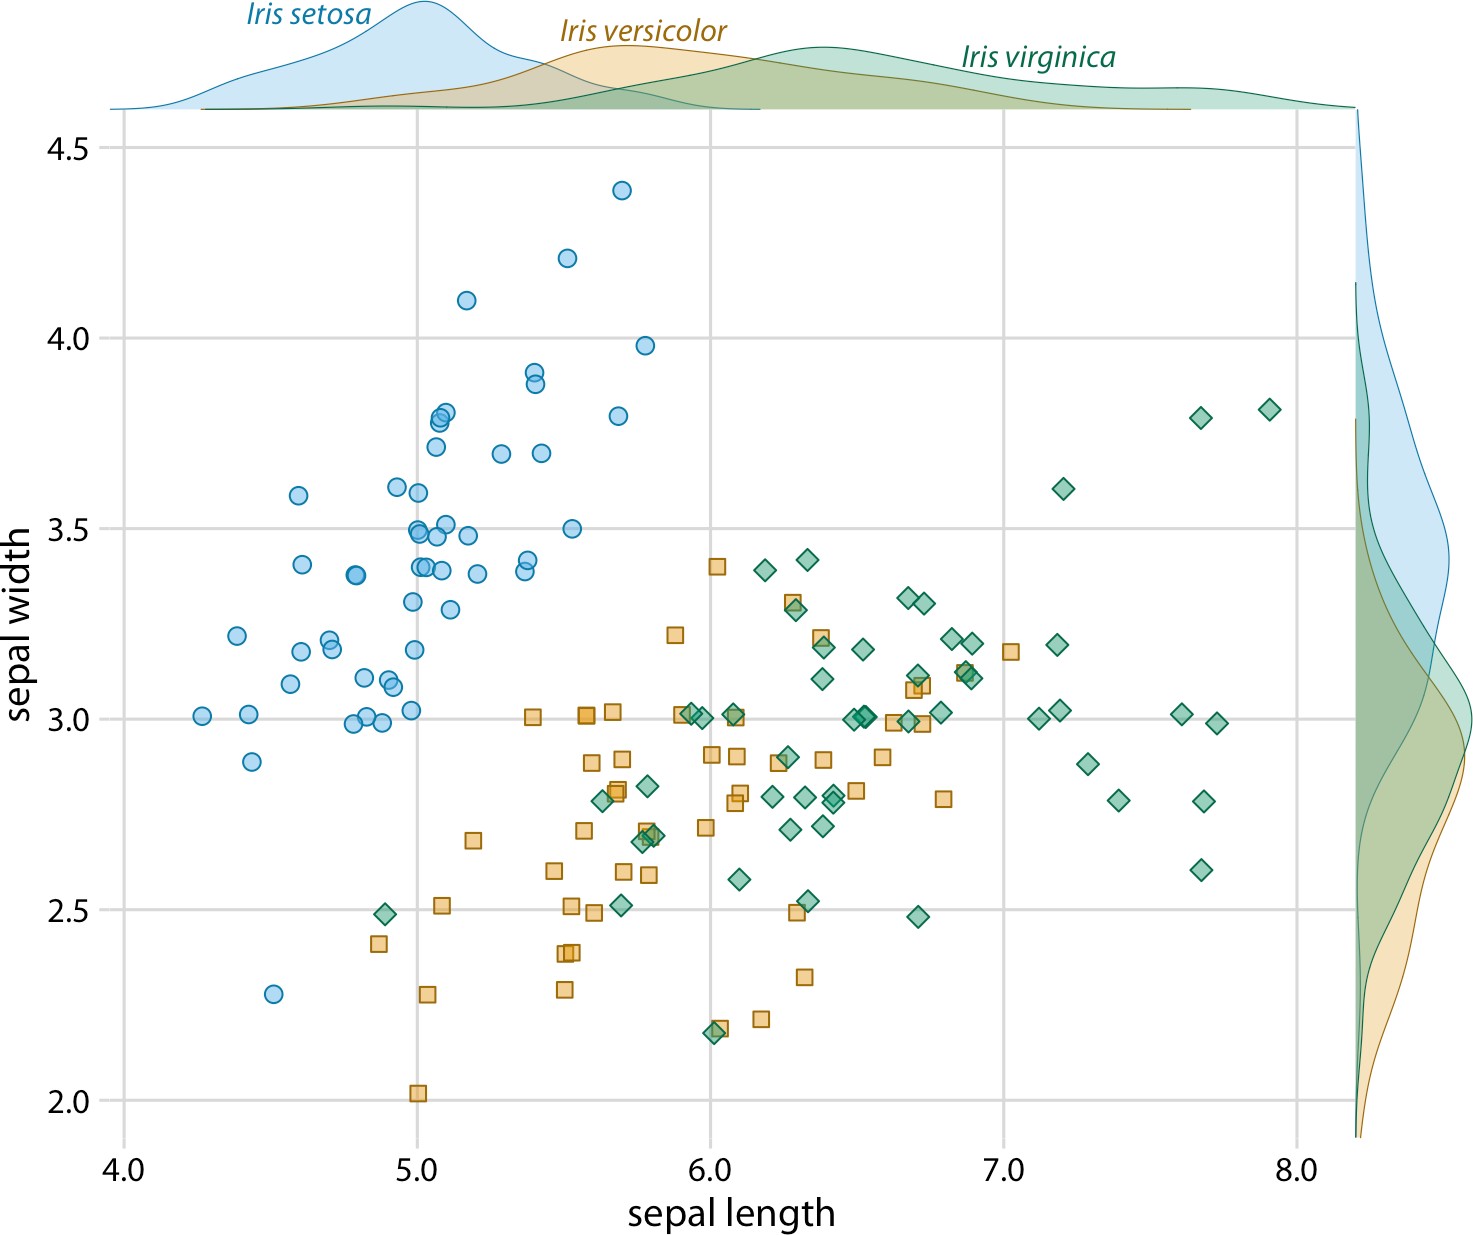 Iris setosa
Iris versicolor
Iris virginica
4.5
4.0
3.5
3.0
2.5
2.0
sepal width
4.0 5.0 6.0 7.0 8.0
sepal length